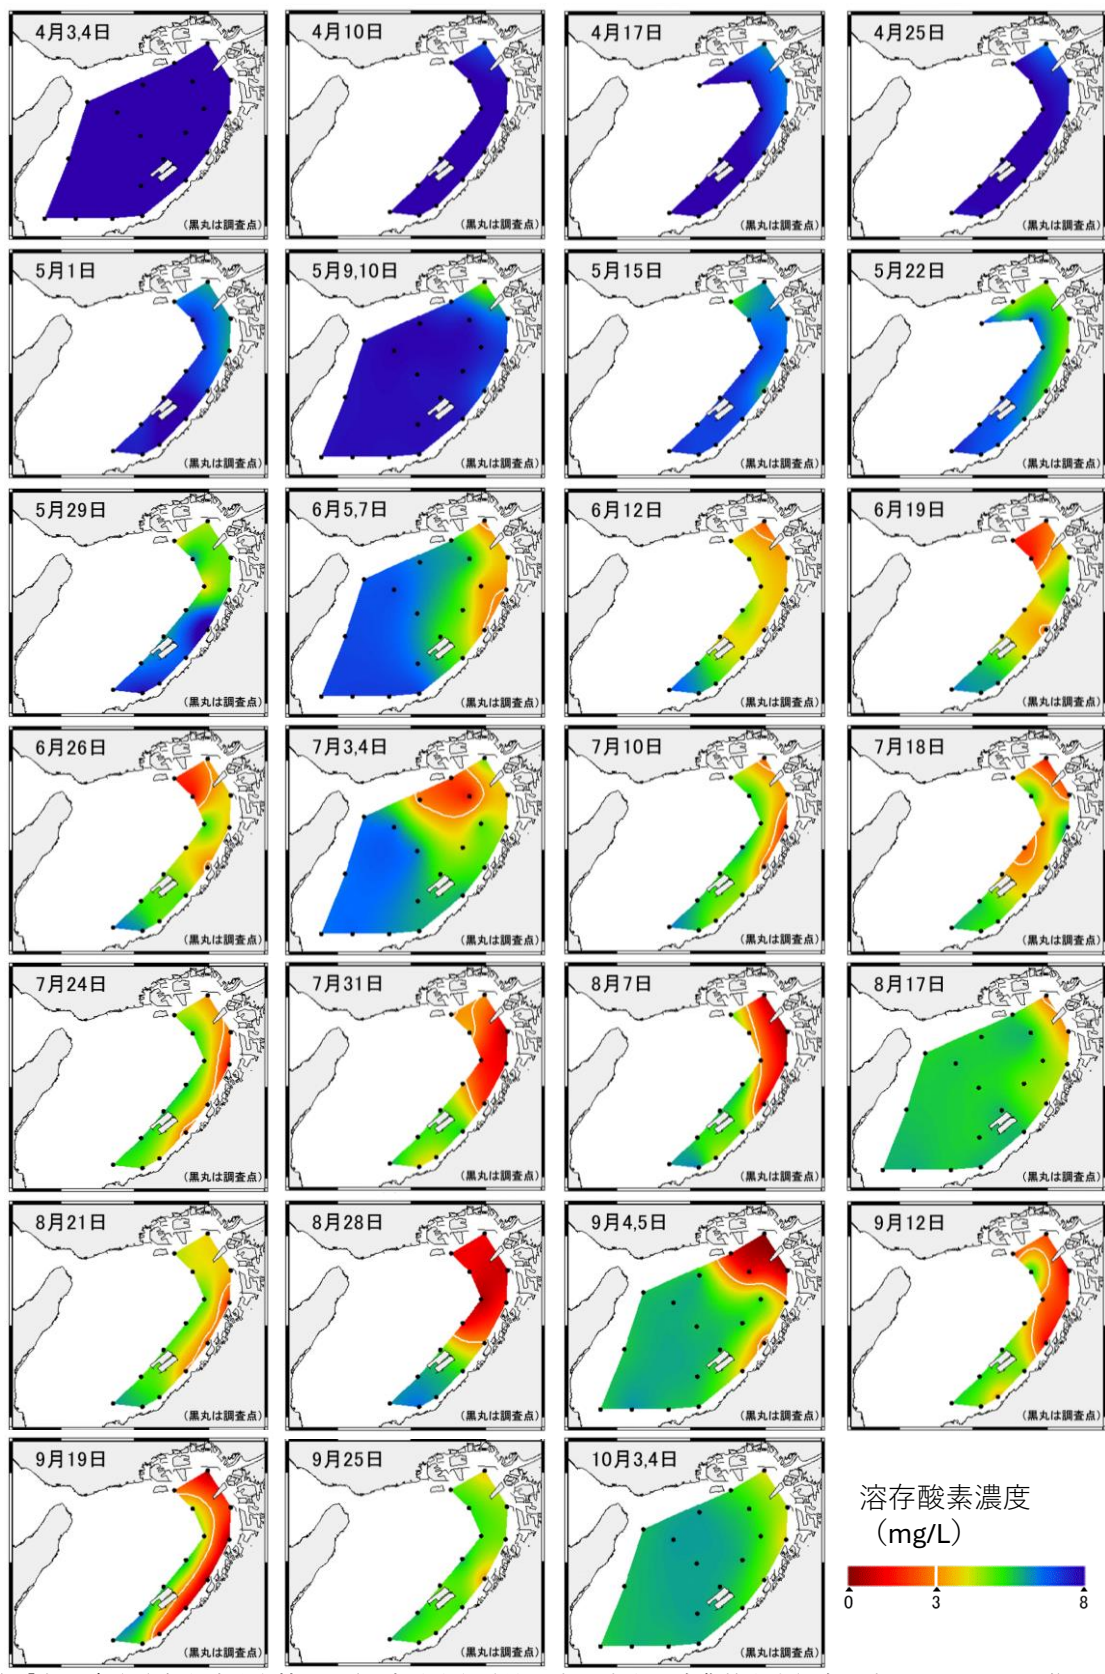 4月3,4日
(黒丸は調査点)
4月10日
(黒丸は調査点)
4月17日
(黒丸は調査点)
4月25日
(黒丸は調査点)
5月1日
(黒丸は調査点)
5月9,10日
(黒丸は調査点)
5月15日
(黒丸は調査点)
5月22日
(黒丸は調査点)
5月29日
(黒丸は調査点)
6月5,7日
(黒丸は調査点)
6月12日
(黒丸は調査点)
6月19日
(黒丸は調査点)
6月26日
(黒丸は調査点)
7月3,4日
(黒丸は調査点)
7月10日
(黒丸は調査点)
7月18日
(黒丸は調査点)
7月24日
(黒丸は調査点)
7月31日
(黒丸は調査点)
8月7日
(黒丸は調査点)
8月17日
(黒丸は調査点)
8月21日
(黒丸は調査点)
8月28日
(黒丸は調査点)
9月4,5日
(黒丸は調査点)
9月12日
(黒丸は調査点)
9月19日
(黒丸は調査点)
9月25日
(黒丸は調査点)
10月3,4日
(黒丸は調査点)
溶存酸素濃度
(mg/L)
0 3 8